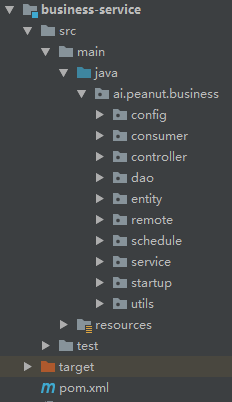 business-service
src
main
java
ai.peanut.business
config
consumer
controller
dao
entity
remote
schedule
service
startup
utils
resources
test
target
m pom.xml